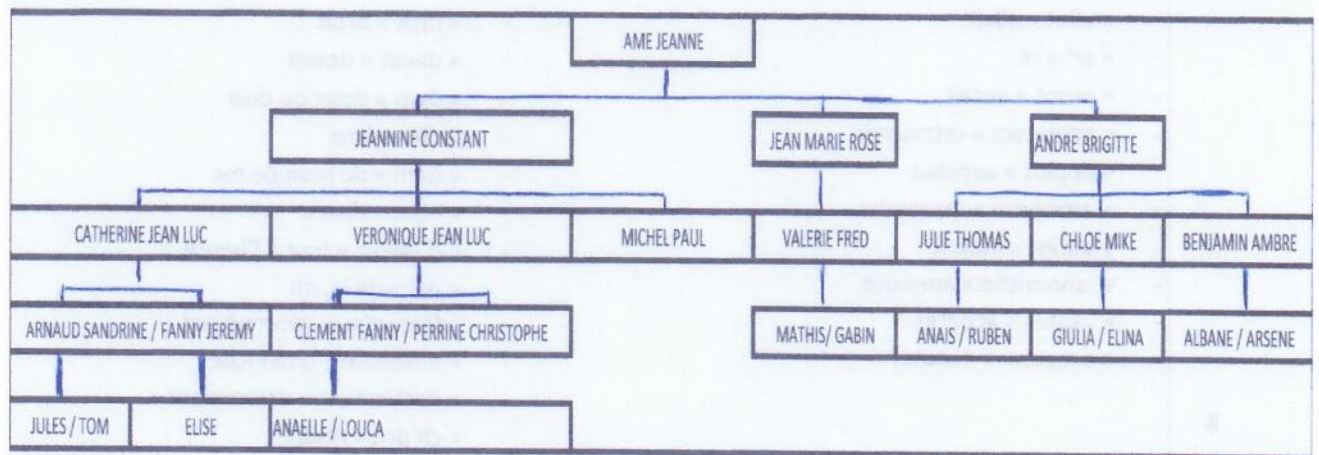 AME JEANNE
JEANNINE CONSTANT
JEAN MARIE ROSE
ANDRE BRIGITTE
CATHERINE JEAN LUC
VERONIQUE JEAN LUC
MICHEL PAUL
VALERIE FRED
JULIE THOMAS
CHLOE MIKE
BENJAMIN AMBRE
ARNAUD SANDRINE / FANNY JEREMY
CLEMENT FANNY / PERRINE CHRISTOPHE
MATHIS/ GABIN
ANAIS / RUBEN
GIULIA / ELINA
ALBANE / ARSENE
JULES / TOM
ELISE
ANAELLE / LOUCA